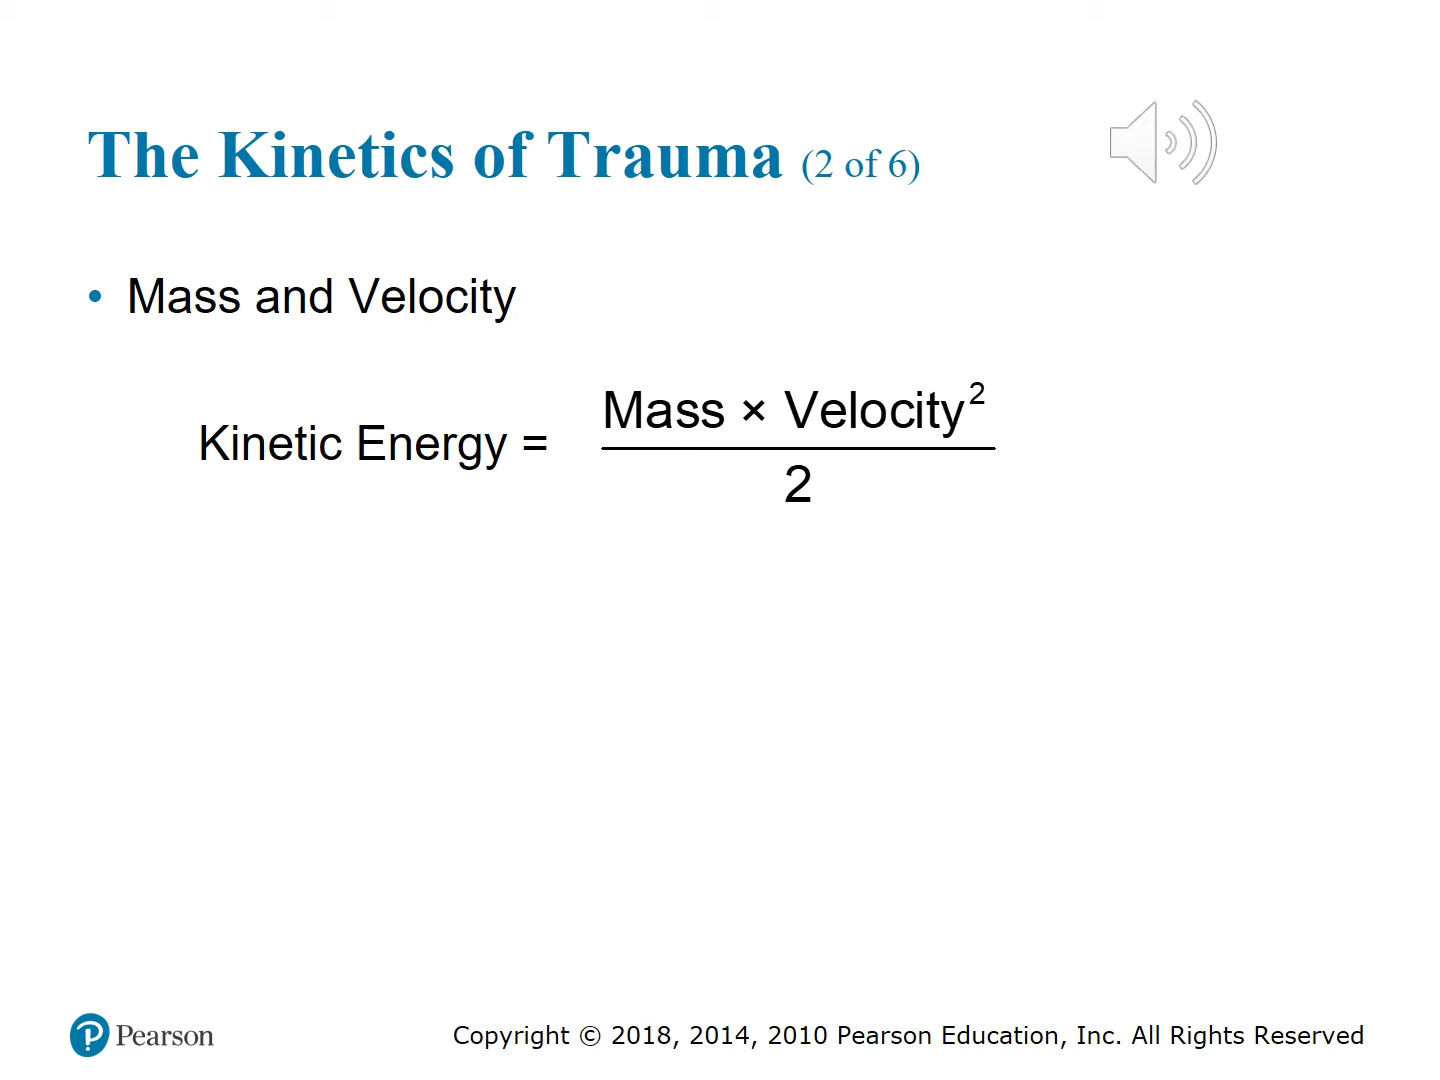 The Kinetics of Trauma (2 of 6)
• Mass and Velocity
Kinetic Energy = Mass × Velocity²
2
Pearson
Copyright © 2018, 2014, 2010 Pearson Education, Inc. All Rights Reserved